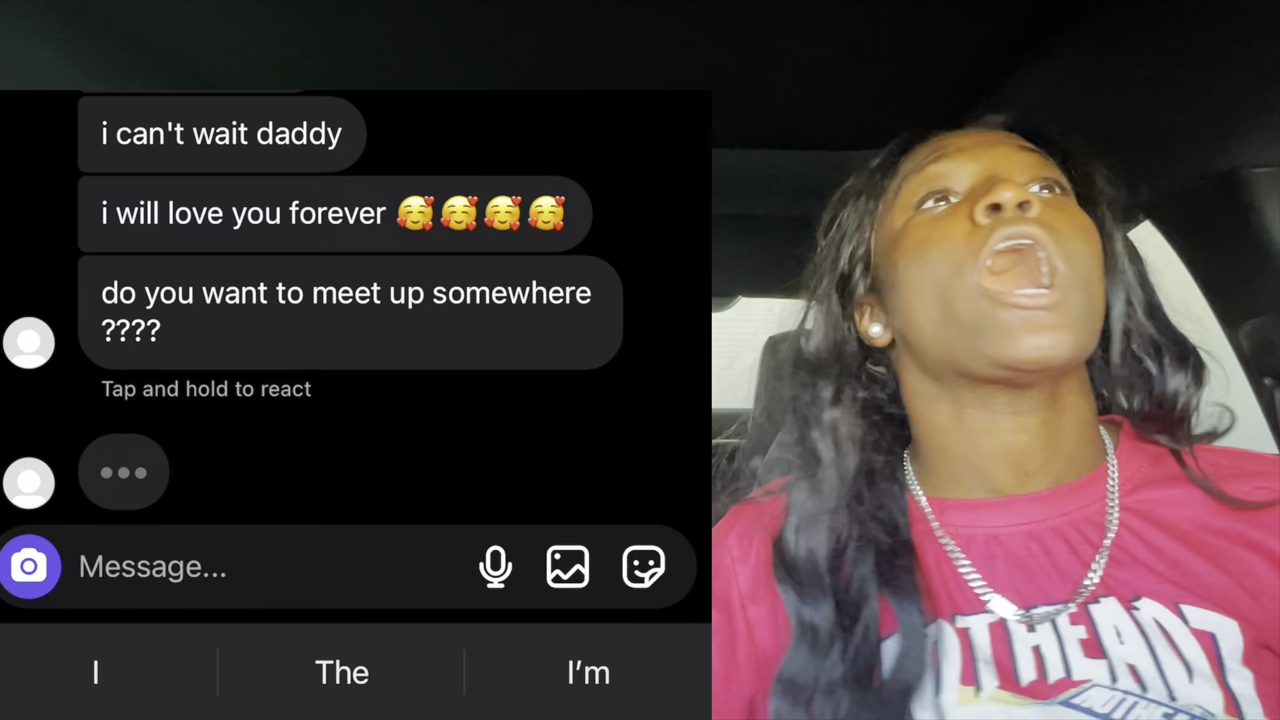 i can't wait daddy
i will love you forever 🥰🥰🥰🥰
do you want to meet up somewhere
????
Tap and hold to react
Message...
I
The
I'm